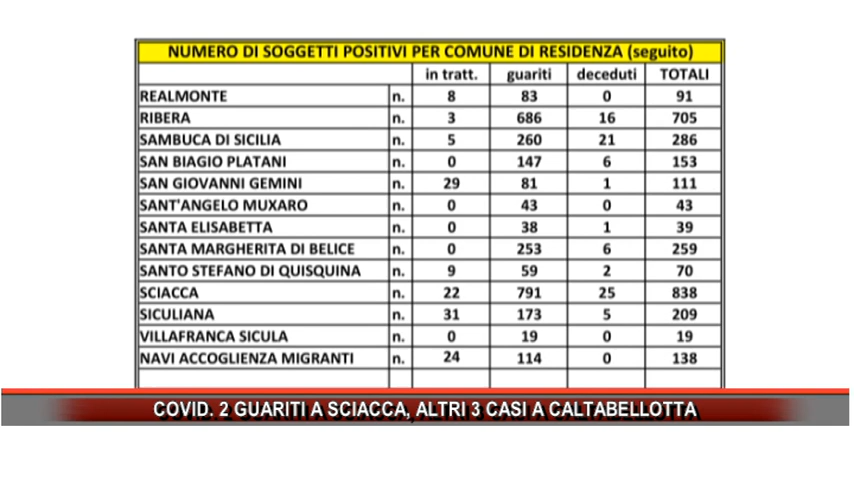 NUMERO DI SOGGETTI POSITIVI PER COMUNE DI RESIDENZA (seguito)
in tratt. guariti deceduti TOTALI
REALMONTE n. 8 83 0 91
RIBERA n. 3 686 16 705
SAMBUCA DI SICILIA n. 5 260 21 286
SAN BIAGIO PLATANI n. 0 147 6 153
SAN GIOVANNI GEMINI n. 29 81 1 111
SANT'ANGELO MUXARO n. 0 43 0 43
SANTA ELISABETTA n. 0 38 1 39
SANTA MARGHERITA DI BELICE n. 0 253 6 259
SANTO STEFANO DI QUISQUINA n. 9 59 2 70
SCIACCA n. 22 791 25 838
SICULIANA n. 31 173 5 209
VILLAFRANCA SICULA n. 0 19 0 19
NAVI ACCOGLIENZA MIGRANTI n. 24 114 0 138
COVID. 2 GUARITI A SCIACCA, ALTRI 3 CASI A CALTABELLOTTA